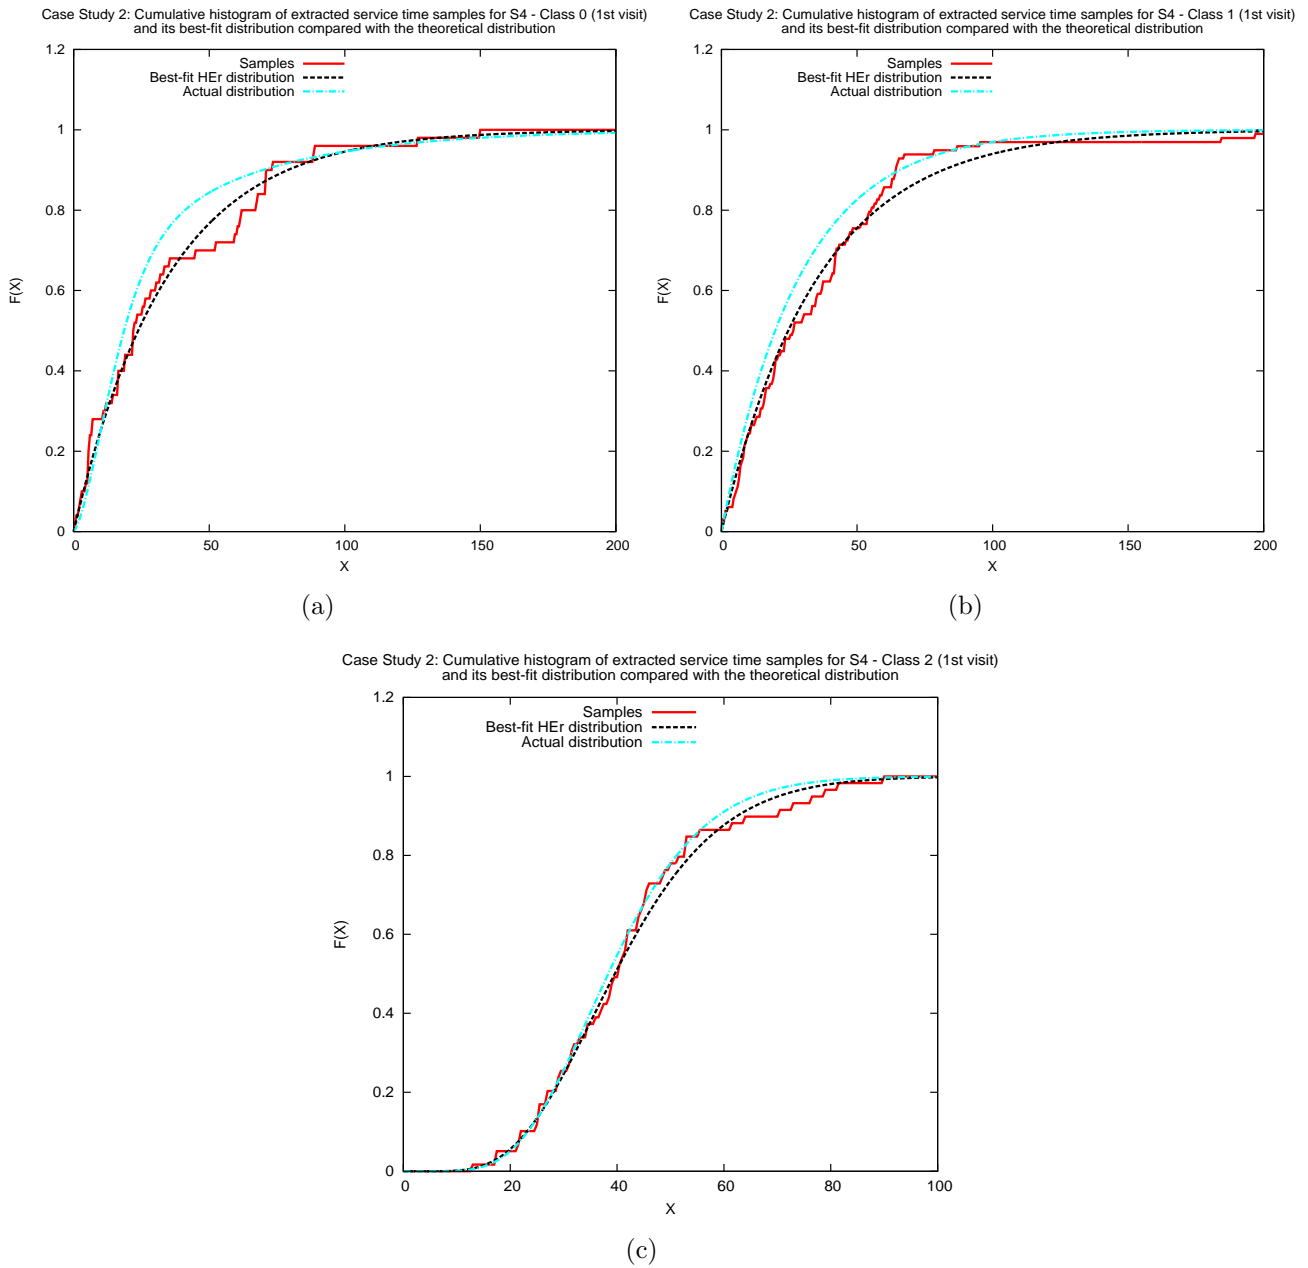 Case Study 2: Cumulative histogram of extracted service time samples for S4 - Class 0 (1st visit)
and its best-fit distribution compared with the theoretical distribution
1.2
Samples
Best-fit HEr distribution
Actual distribution
1
0.8
0.6
0.4
0.2
0
F(X)
0 50 100 150 200
X
(a)
Case Study 2: Cumulative histogram of extracted service time samples for S4 - Class 1 (1st visit)
and its best-fit distribution compared with the theoretical distribution
1.2
Samples
Best-fit HEr distribution
Actual distribution
1
0.8
0.6
0.4
0.2
0
F(X)
0 50 100 150 200
X
(b)
Case Study 2: Cumulative histogram of extracted service time samples for S4 - Class 2 (1st visit)
and its best-fit distribution compared with the theoretical distribution
1.2
Samples
Best-fit HEr distribution
Actual distribution
1
0.8
0.6
0.4
0.2
0
F(X)
0 20 40 60 80 100
X
(c)